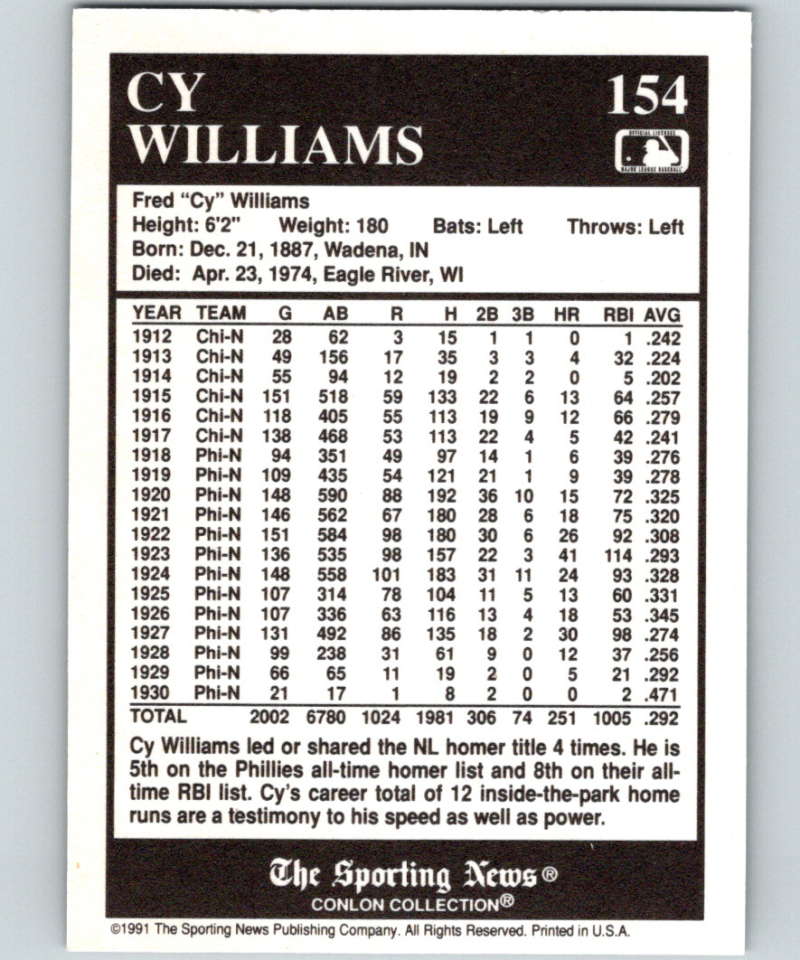 CY
WILLIAMS
154
OFFICIAL LICENSEE
MAJOR LEAGUE BASEBALL
Fred “Cy” Williams
Height: 6'2" Weight: 180 Bats: Left Throws: Left
Born: Dec. 21, 1887, Wadena, IN
Died: Apr. 23, 1974, Eagle River, WI
YEAR TEAM G AB R H 2B 3B HR RBI AVG
1912 Chi-N 28 62 3 15 1 1 0 1 .242
1913 Chi-N 49 156 17 35 3 3 4 32 .224
1914 Chi-N 55 94 12 19 2 2 0 5 .202
1915 Chi-N 151 518 59 133 22 6 13 64 .257
1916 Chi-N 118 405 55 113 19 9 12 66 .279
1917 Chi-N 138 468 53 113 22 4 5 42 .241
1918 Phi-N 94 351 49 97 14 1 6 39 .276
1919 Phi-N 109 435 54 121 21 1 9 39 .278
1920 Phi-N 148 590 88 192 36 10 15 72 .325
1921 Phi-N 146 562 67 180 28 6 18 75 .320
1922 Phi-N 151 584 98 180 30 6 26 92 .308
1923 Phi-N 136 535 98 157 22 3 41 114 .293
1924 Phi-N 148 558 101 183 31 11 24 93 .328
1925 Phi-N 107 314 78 104 11 5 13 60 .331
1926 Phi-N 107 336 63 116 13 4 18 53 .345
1927 Phi-N 131 492 86 135 18 2 30 98 .274
1928 Phi-N 99 238 31 61 9 0 12 37 .256
1929 Phi-N 66 65 11 19 2 0 5 21 .292
1930 Phi-N 21 17 1 8 2 0 0 2 .471
TOTAL 2002 6780 1024 1981 306 74 251 1005 .292
Cy Williams led or shared the NL homer title 4 times. He is
5th on the Phillies all-time homer list and 8th on their all-
time RBI list. Cy's career total of 12 inside-the-park home
runs are a testimony to his speed as well as power.
The Sporting News®
CONLON COLLECTION®
©1991 The Sporting News Publishing Company. All Rights Reserved. Printed in U.S.A.